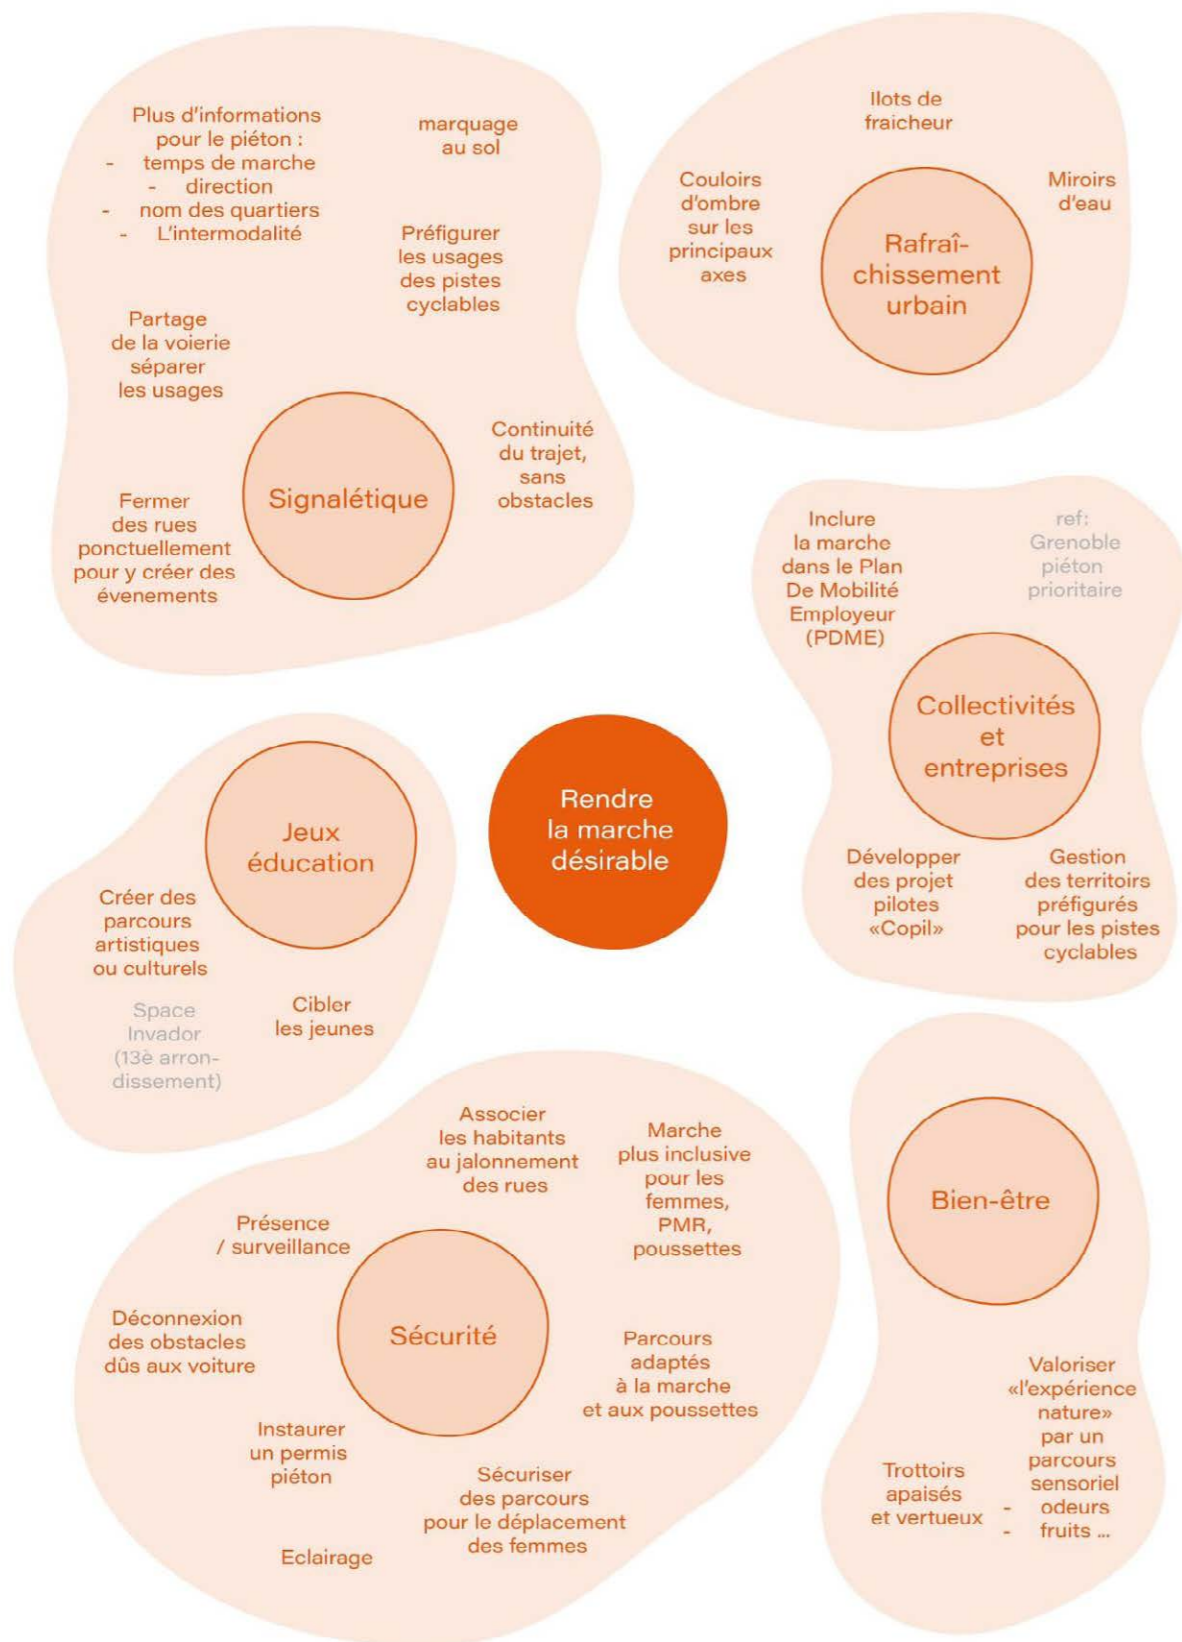 Plus d'informations
pour le piéton :
- temps de marche
- direction
- nom des quartiers
- L'intermodalité
marquage
au sol
Préfigurer
les usages
des pistes
cyclables
Partage
de la voierie
séparer
les usages
Signalétique
Continuité
du trajet,
sans
obstacles
Fermer
des rues
ponctuellement
pour y créer des
évenements
Ilots de
fraicheur
Couloirs
d'ombre
sur les
principaux
axes
Miroirs
d'eau
Rafraî-
chissement
urbain
Inclure
la marche
dans le Plan
De Mobilité
Employeur
(PDME)
ref:
Grenoble
piéton
prioritaire
Collectivités
et
entreprises
Développer
des projet
pilotes
«Copil»
Gestion
des territoirs
préfigurés
pour les pistes
cyclables
Rendre
la marche
désirable
Jeux
éducation
Créer des
parcours
artistiques
ou culturels
Space
Invador
(13è arron-
dissement)
Cibler
les jeunes
Associer
les habitants
au jalonnement
des rues
Marche
plus inclusive
pour les
femmes,
PMR,
poussettes
Présence
/ surveillance
Sécurité
Déconnexion
des obstacles
dûs aux voiture
Parcours
adaptés
à la marche
et aux poussettes
Instaurer
un permis
piéton
Sécuriser
des parcours
pour le déplacement
des femmes
Eclairage
Bien-être
Trottoirs
apaisés
et vertueux
Valoriser
«l'expérience
nature»
par un
parcours
sensoriel
- odeurs
- fruits ...